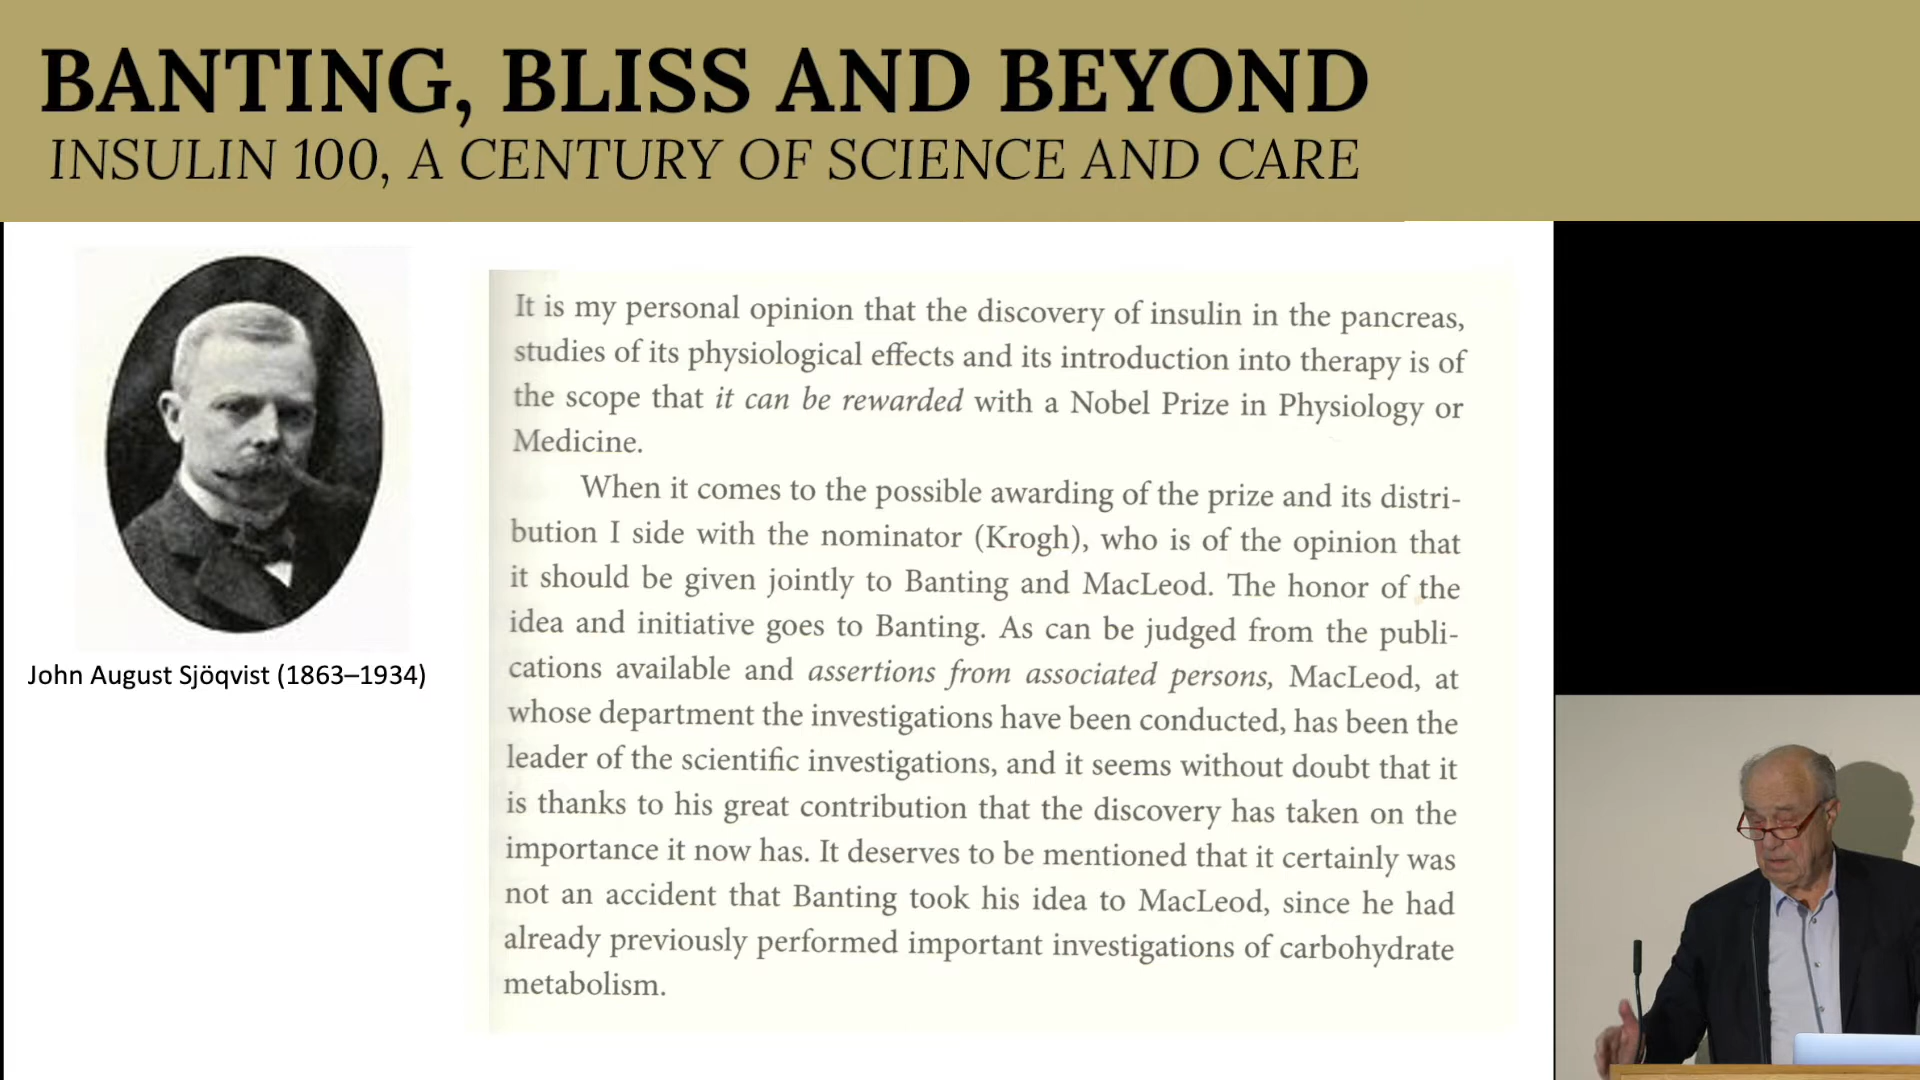 BANTING, BLISS AND BEYOND
INSULIN 100, A CENTURY OF SCIENCE AND CARE
It is my personal opinion that the discovery of insulin in the pancreas,
studies of its physiological effects and its introduction into therapy is of
the scope that it can be rewarded with a Nobel Prize in Physiology or
Medicine.
When it comes to the possible awarding of the prize and its distri-
bution I side with the nominator (Krogh), who is of the opinion that
it should be given jointly to Banting and MacLeod. The honor of the
idea and initiative goes to Banting. As can be judged from the publi-
cations available and assertions from associated persons, MacLeod, at
whose department the investigations have been conducted, has been the
leader of the scientific investigations, and it seems without doubt that it
is thanks to his great contribution that the discovery has taken on the
importance it now has. It deserves to be mentioned that it certainly was
not an accident that Banting took his idea to MacLeod, since he had
already previously performed important investigations of carbohydrate
metabolism.
John August Sjöqvist (1863–1934)